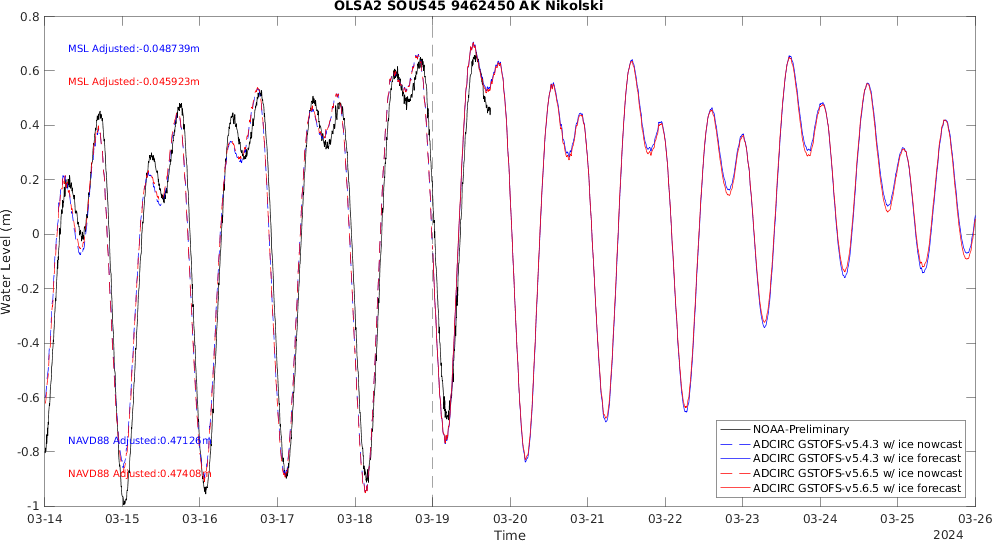 OLSA2 SOUS45 9462450 AK Nikolski
0.8
0.6
0.4
0.2
0
-0.2
-0.4
-0.6
-0.8
-1
Water Level (m)
MSL Adjusted:-0.048739m
MSL Adjusted:-0.045923m
NAVD88 Adjusted:0.47126m
NAVD88 Adjusted:0.47408m
NOAA-Preliminary
ADCIRC GSTOFS-v5.4.3 w/ ice nowcast
ADCIRC GSTOFS-v5.4.3 w/ ice forecast
ADCIRC GSTOFS-v5.6.5 w/ ice nowcast
ADCIRC GSTOFS-v5.6.5 w/ ice forecast
03-14 03-15 03-16 03-17 03-18 03-19 03-20 03-21 03-22 03-23 03-24 03-25 03-26
Time
2024